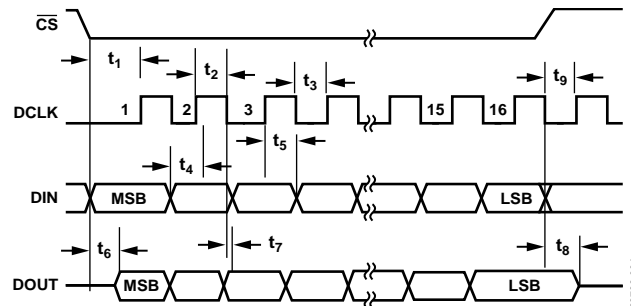 CS
t1 t2 t3 t9
DCLK 1 2 3 15 16
t4 t5
DIN MSB LSB
t6 t7 t8
DOUT MSB LSB